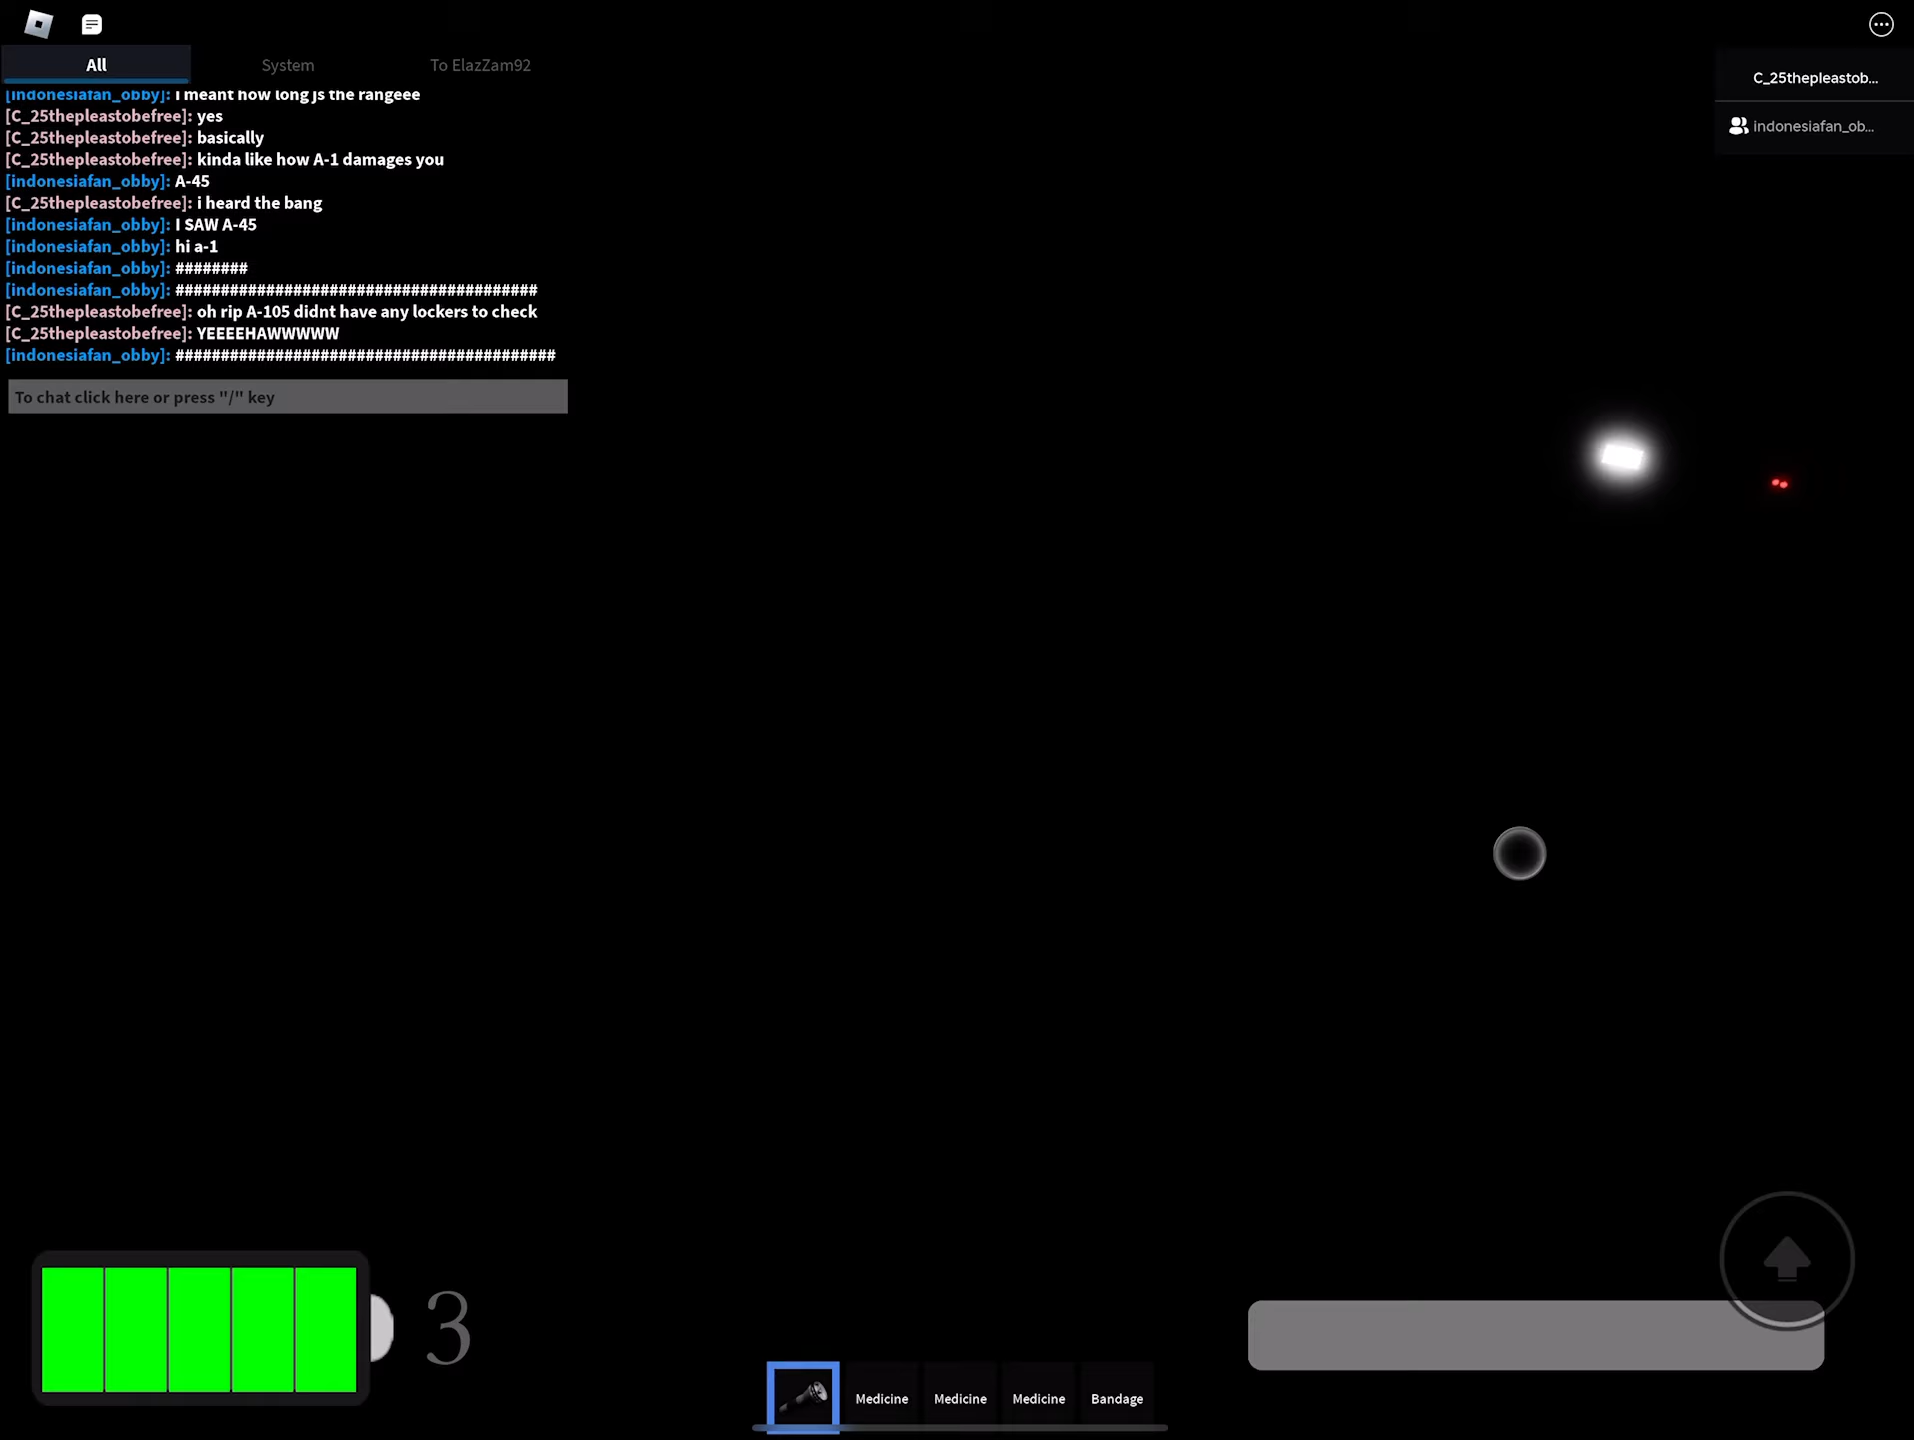 All
System
To ElazZam92
[indonesiafan_obby]: I meant how long js the rangeee
[C_25thepleastobefree]: yes
[C_25thepleastobefree]: basically
[C_25thepleastobefree]: kinda like how A-1 damages you
[indonesiafan_obby]: A-45
[C_25thepleastobefree]: i heard the bang
[indonesiafan_obby]: I SAW A-45
[indonesiafan_obby]: hi a-1
[indonesiafan_obby]: ########
[indonesiafan_obby]: ########################################
[C_25thepleastobefree]: oh rip A-105 didnt have any lockers to check
[C_25thepleastobefree]: YEEEEHAWWWWW
[indonesiafan_obby]: ##########################################
To chat click here or press "/" key
C_25thepleastob...
indonesiafan_ob...
3
Medicine
Medicine
Medicine
Bandage